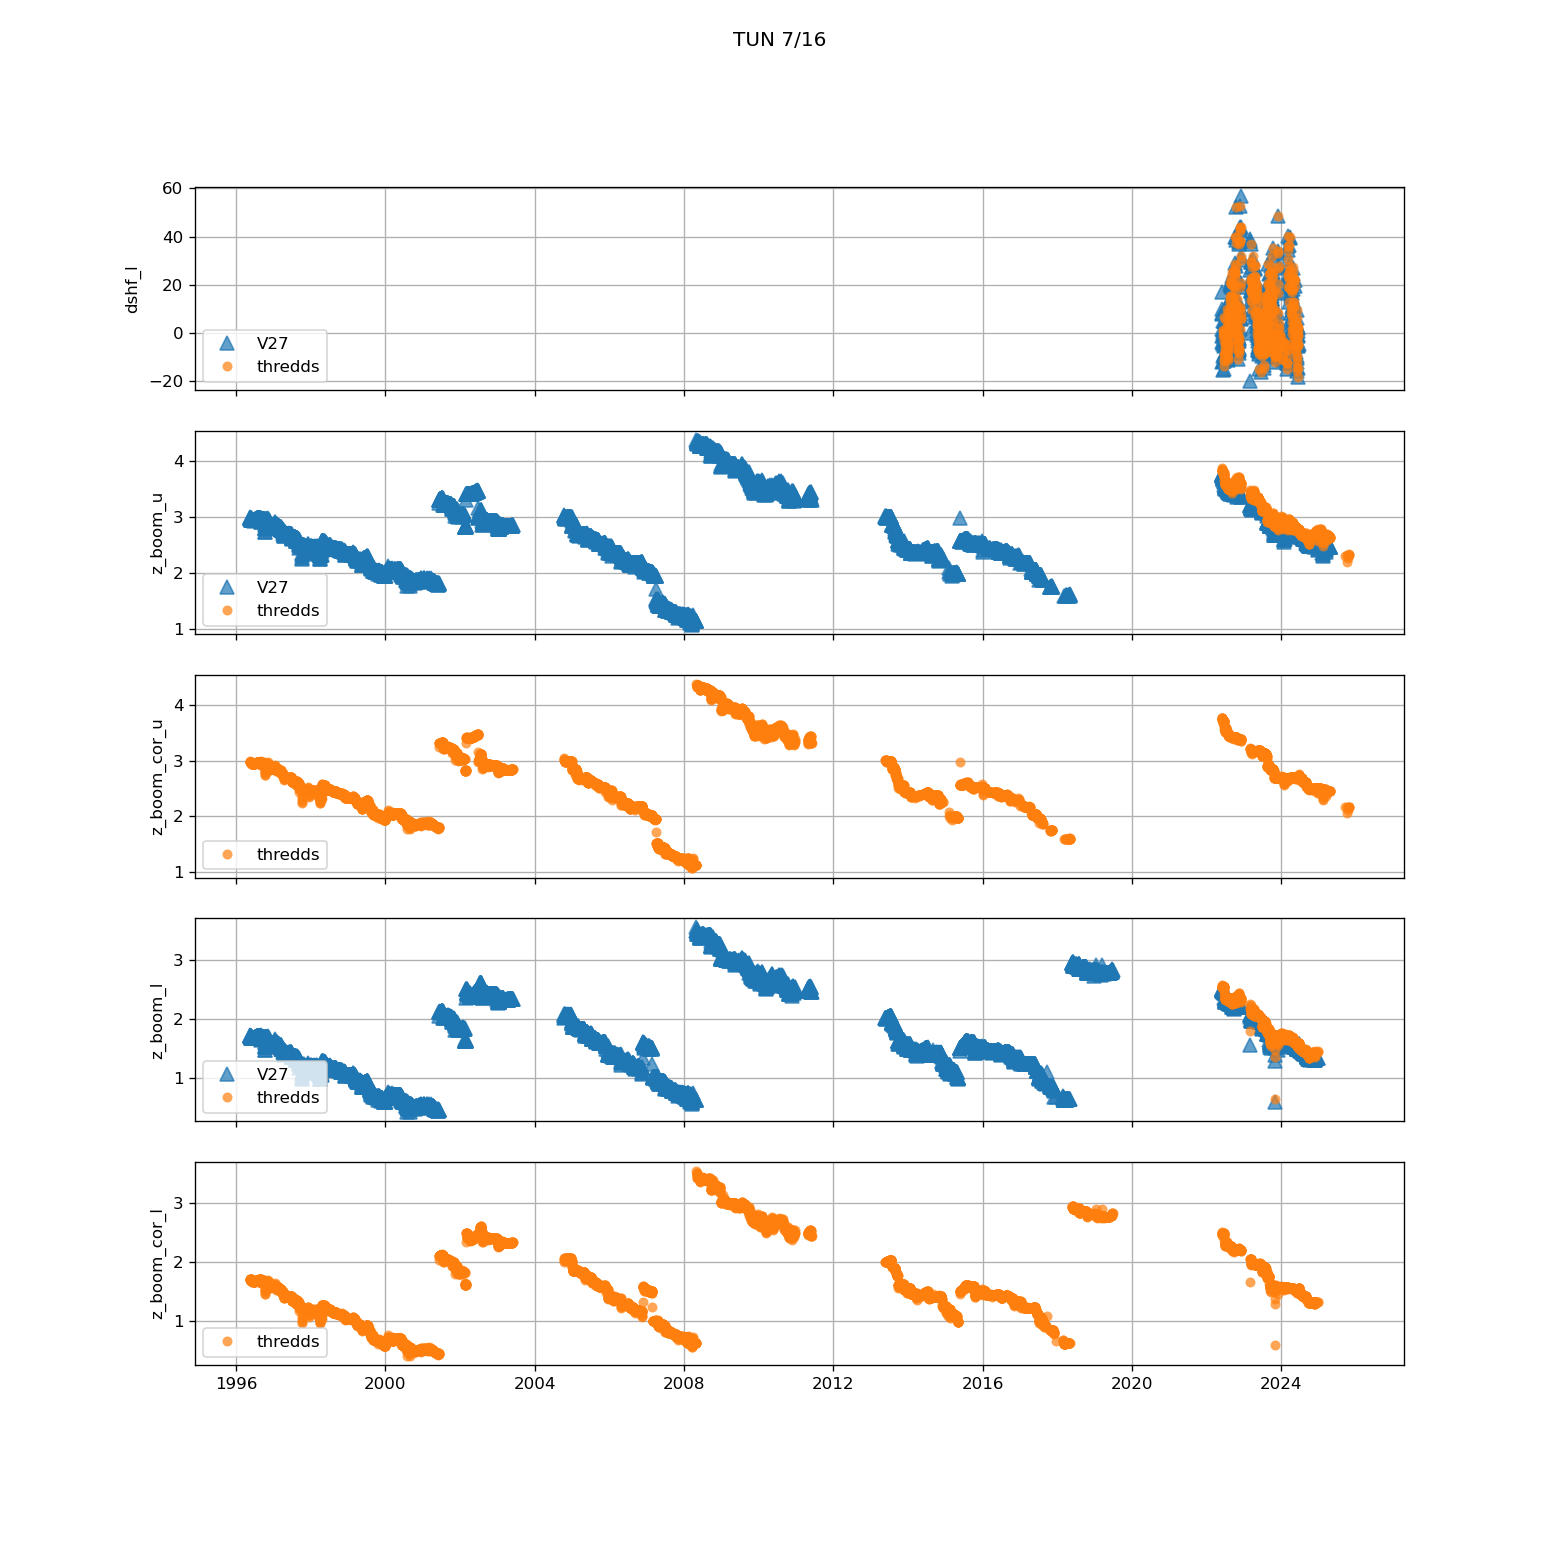 TUN 7/16
60
40
20
0
−20
dshf_l
V27
thredds
4
3
2
1
z_boom_u
V27
thredds
4
3
2
1
z_boom_cor_u
thredds
3
2
1
z_boom_l
V27
thredds
3
2
1
z_boom_cor_l
thredds
1996 2000 2004 2008 2012 2016 2020 2024